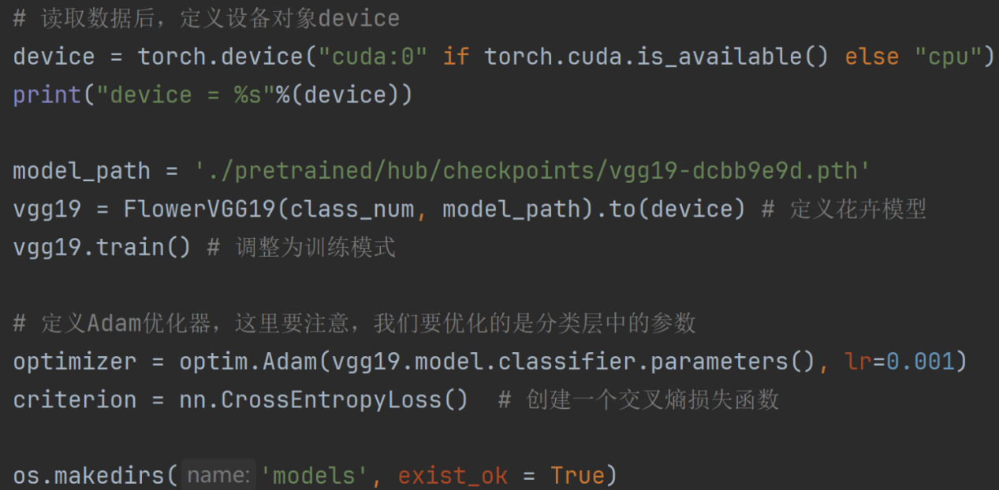 # 读取数据后，定义设备对象device
device = torch.device("cuda:0" if torch.cuda.is_available() else "cpu")
print("device = %s"%(device))
model_path = './pretrained/hub/checkpoints/vgg19-dcbb9e9d.pth'
vgg19 = FlowerVGG19(class_num, model_path).to(device) # 定义花卉模型
vgg19.train() # 调整为训练模式
# 定义Adam优化器，这里要注意，我们要优化的是分类层中的参数
optimizer = optim.Adam(vgg19.model.classifier.parameters(), lr=0.001)
criterion = nn.CrossEntropyLoss()  # 创建一个交叉熵损失函数
os.makedirs( name: 'models', exist_ok = True)